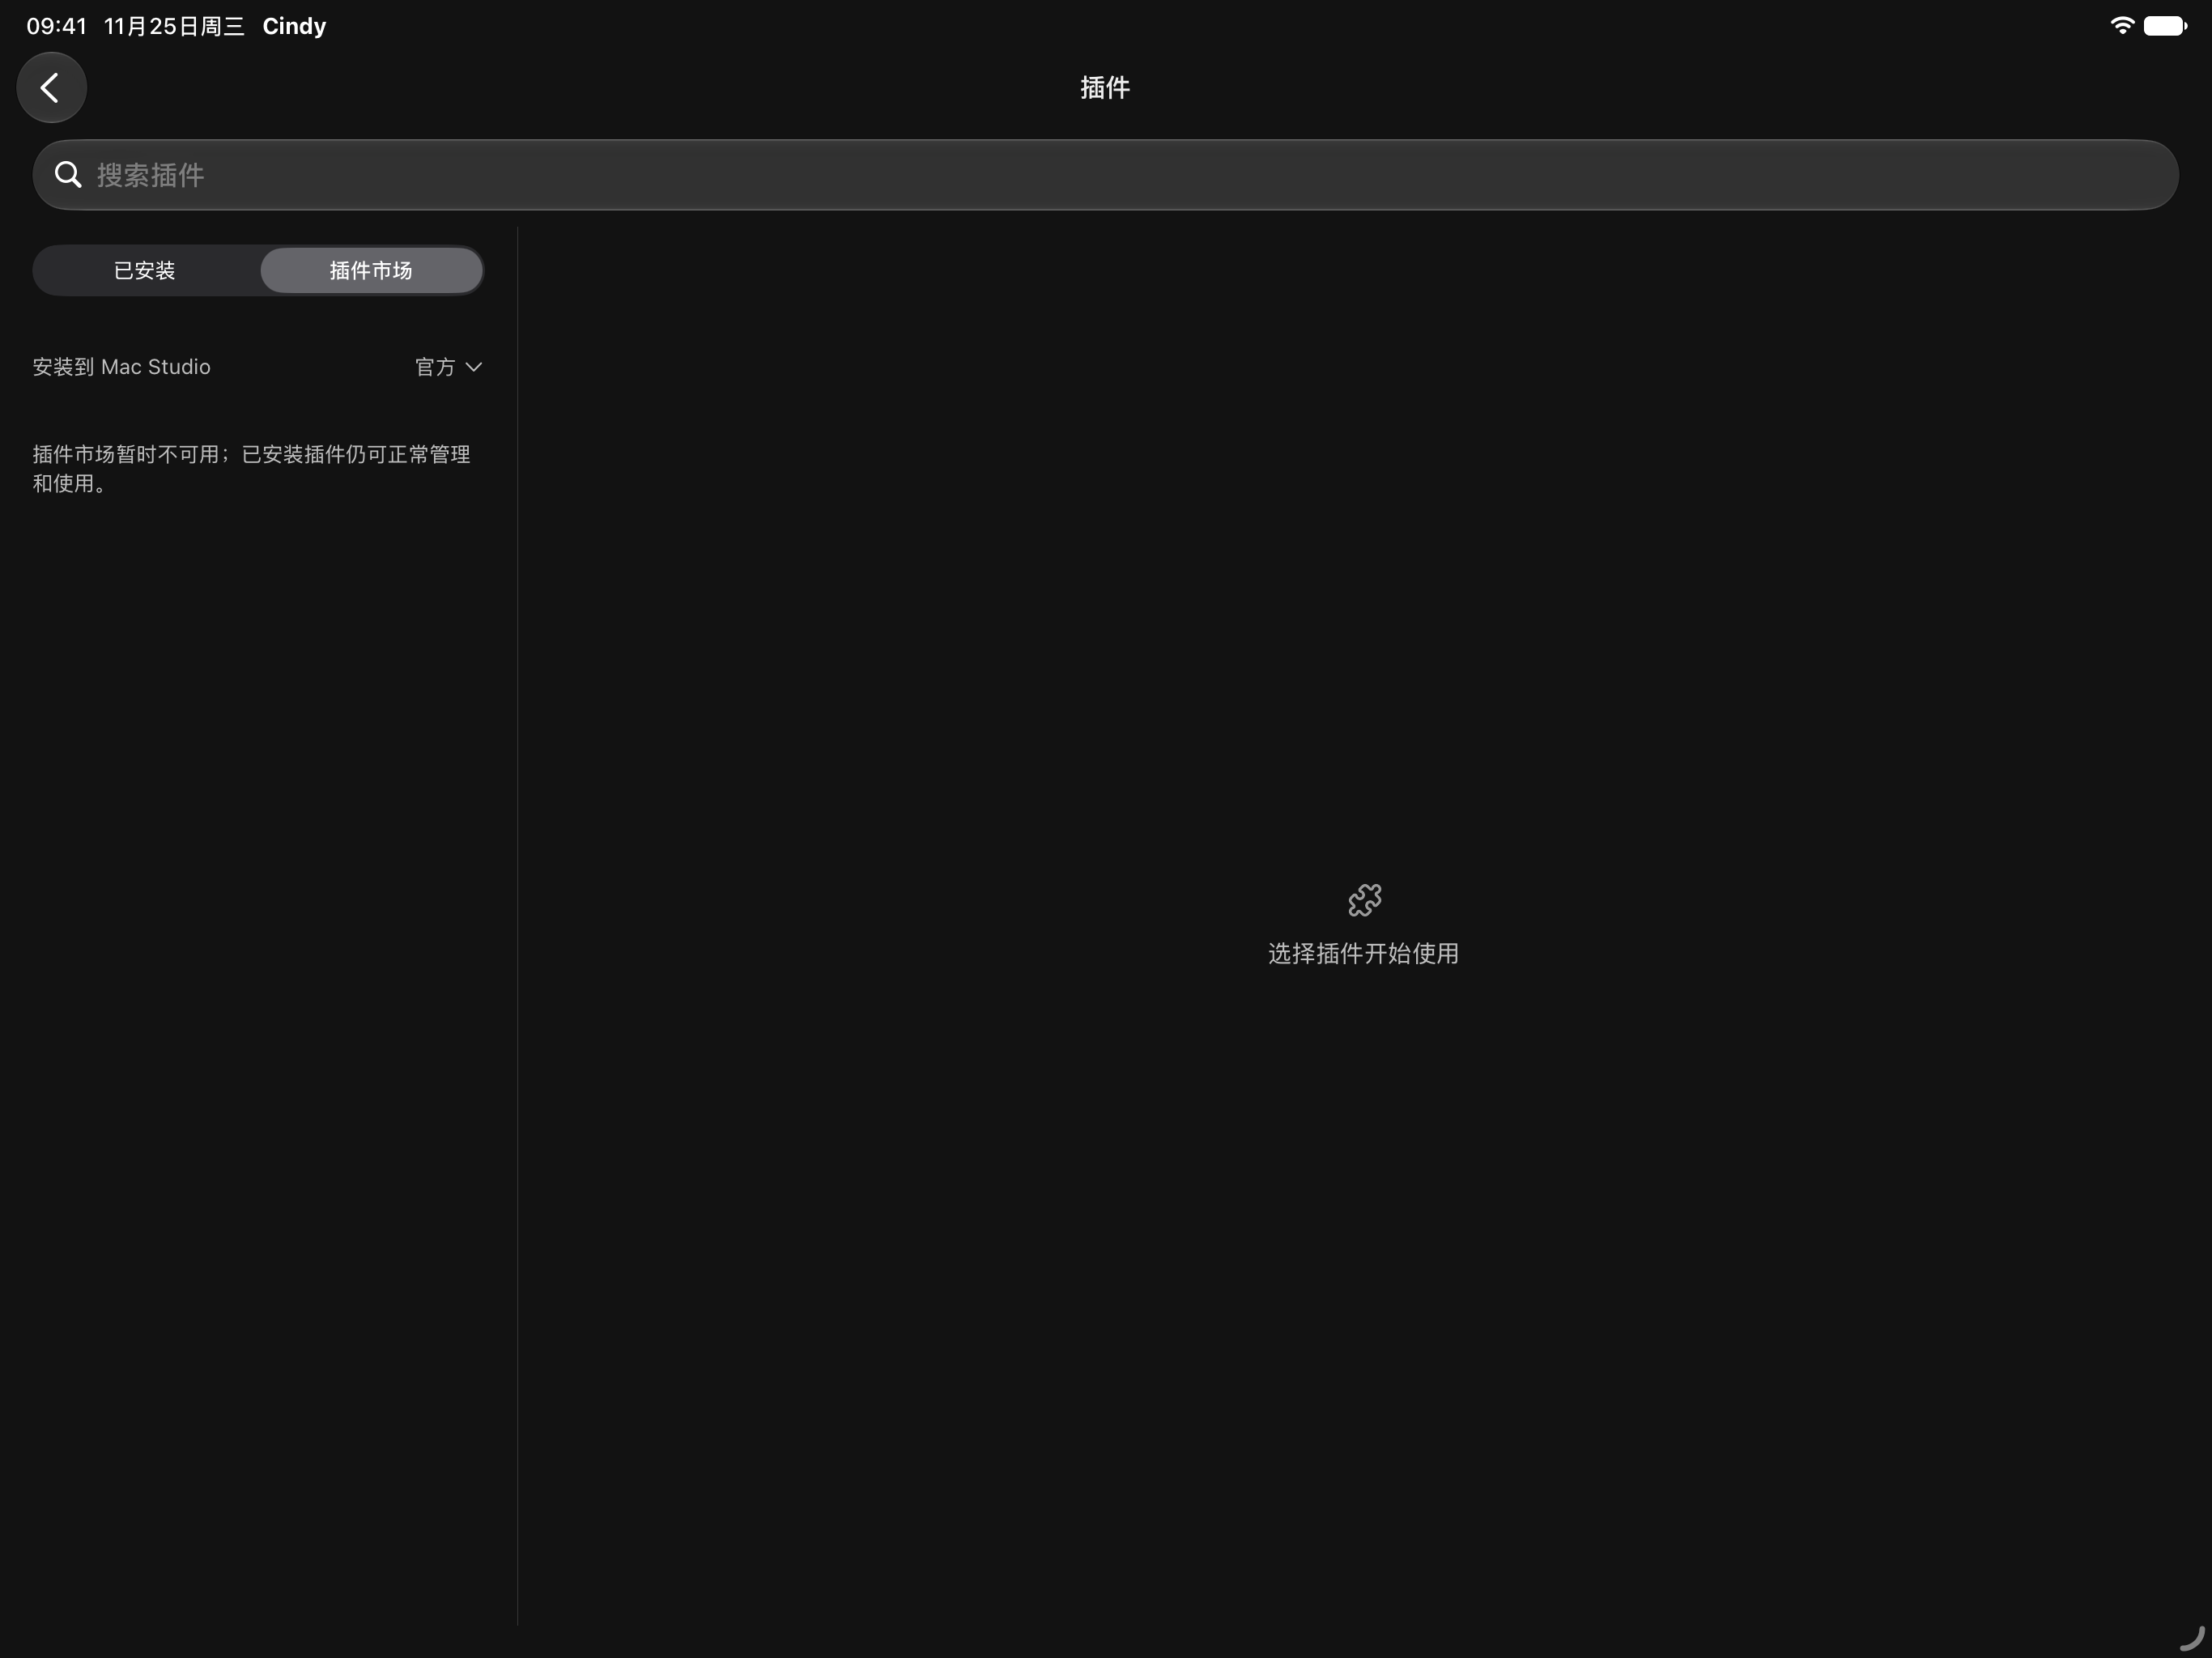 09:41 11月25日周三 Cindy
插件
搜索插件
已安装 插件市场
安装到 Mac Studio 官方
插件市场暂时不可用；已安装插件仍可正常管理
和使用。
选择插件开始使用